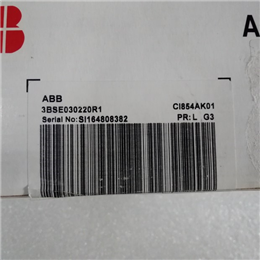 B
A
ABB
3BSE030220R1 CI854AK01
Serial No:SI164808382 PR: L G3